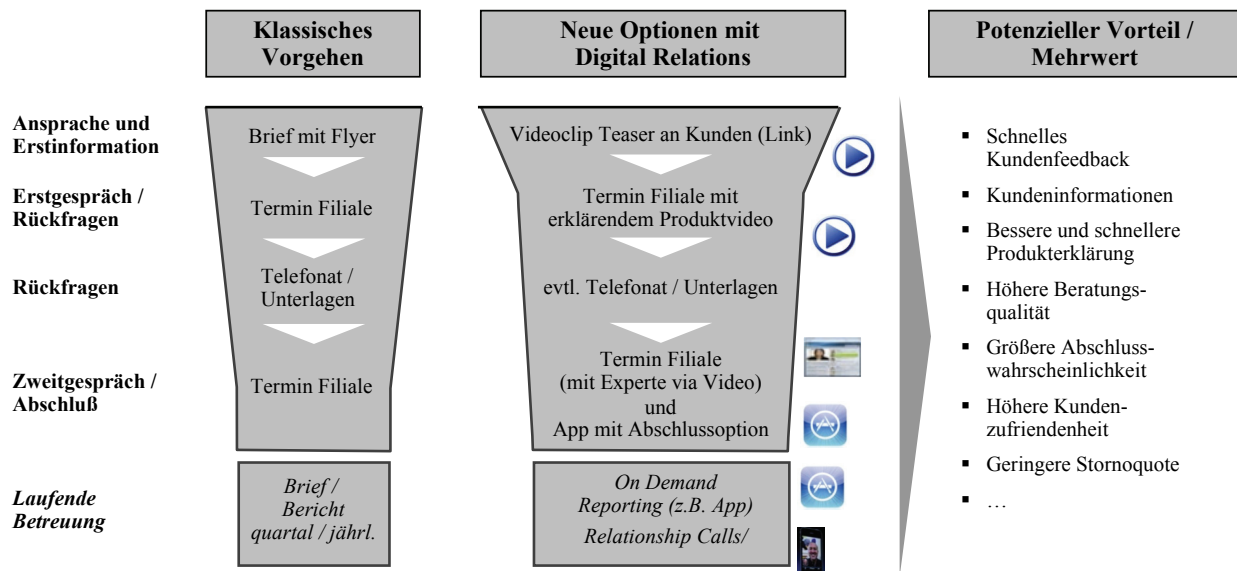 Klassisches
Vorgehen
Neue Optionen mit
Digital Relations
Potenzieller Vorteil /
Mehrwert
Ansprache und
Erstinformation
Brief mit Flyer
Videoclip Teaser an Kunden (Link)
Erstgespräch /
Rückfragen
Termin Filiale
Termin Filiale mit
erklärendem Produktvideo
Rückfragen
Telefonat /
Unterlagen
evtl. Telefonat / Unterlagen
Zweitgespräch /
Abschluß
Termin Filiale
Termin Filiale
(mit Experte via Video)
und
App mit Abschlussoption
Laufende
Betreuung
Brief /
Bericht
quartal / jährl.
On Demand
Reporting (z.B. App)
Relationship Calls/
▪ Schnelles
Kundenfeedback
▪ Kundeninformationen
▪ Bessere und schnellere
Produkterklärung
▪ Höhere Beratungs-
qualität
▪ Größere Abschluss-
wahrscheinlichkeit
▪ Höhere Kunden-
zufriendenheit
▪ Geringere Stornoquote
▪ …